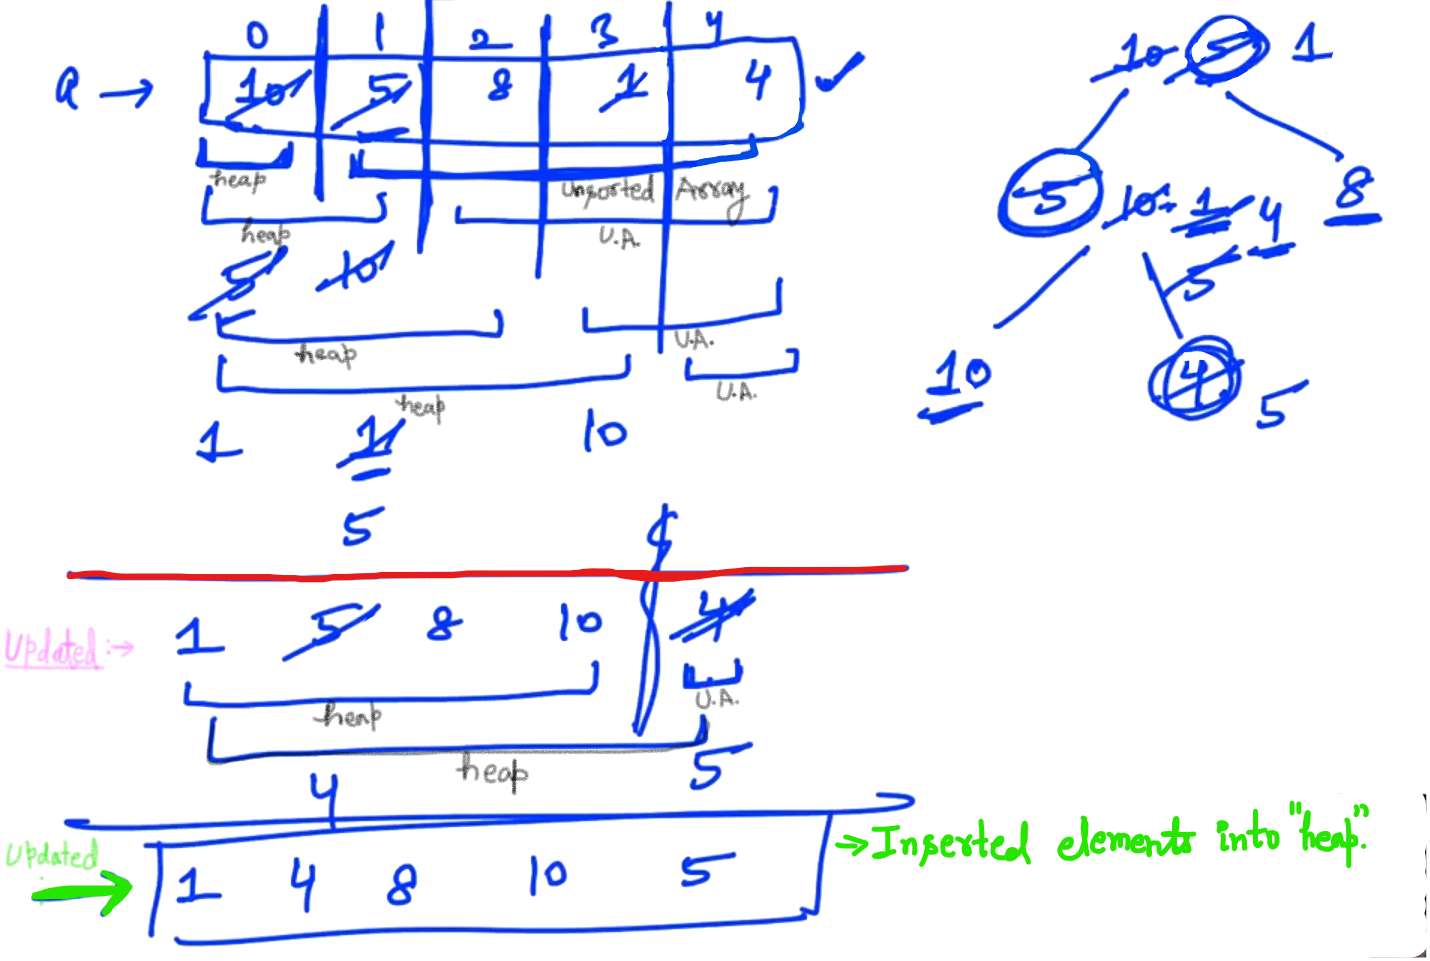 0 1 2 3 4
a → 10 5 8 1 4 ✓
heap Unsorted Array
heap U.A.
5 10
heap U.A.
heap U.A.
1 1 10
5
10 5 1
5 10 1 4 8
5
10 4 5
Updated :→ 1 5 8 10 4
heap U.A.
heap 5
4
Updated → 1 4 8 10 5 → Inserted elements into "heap".